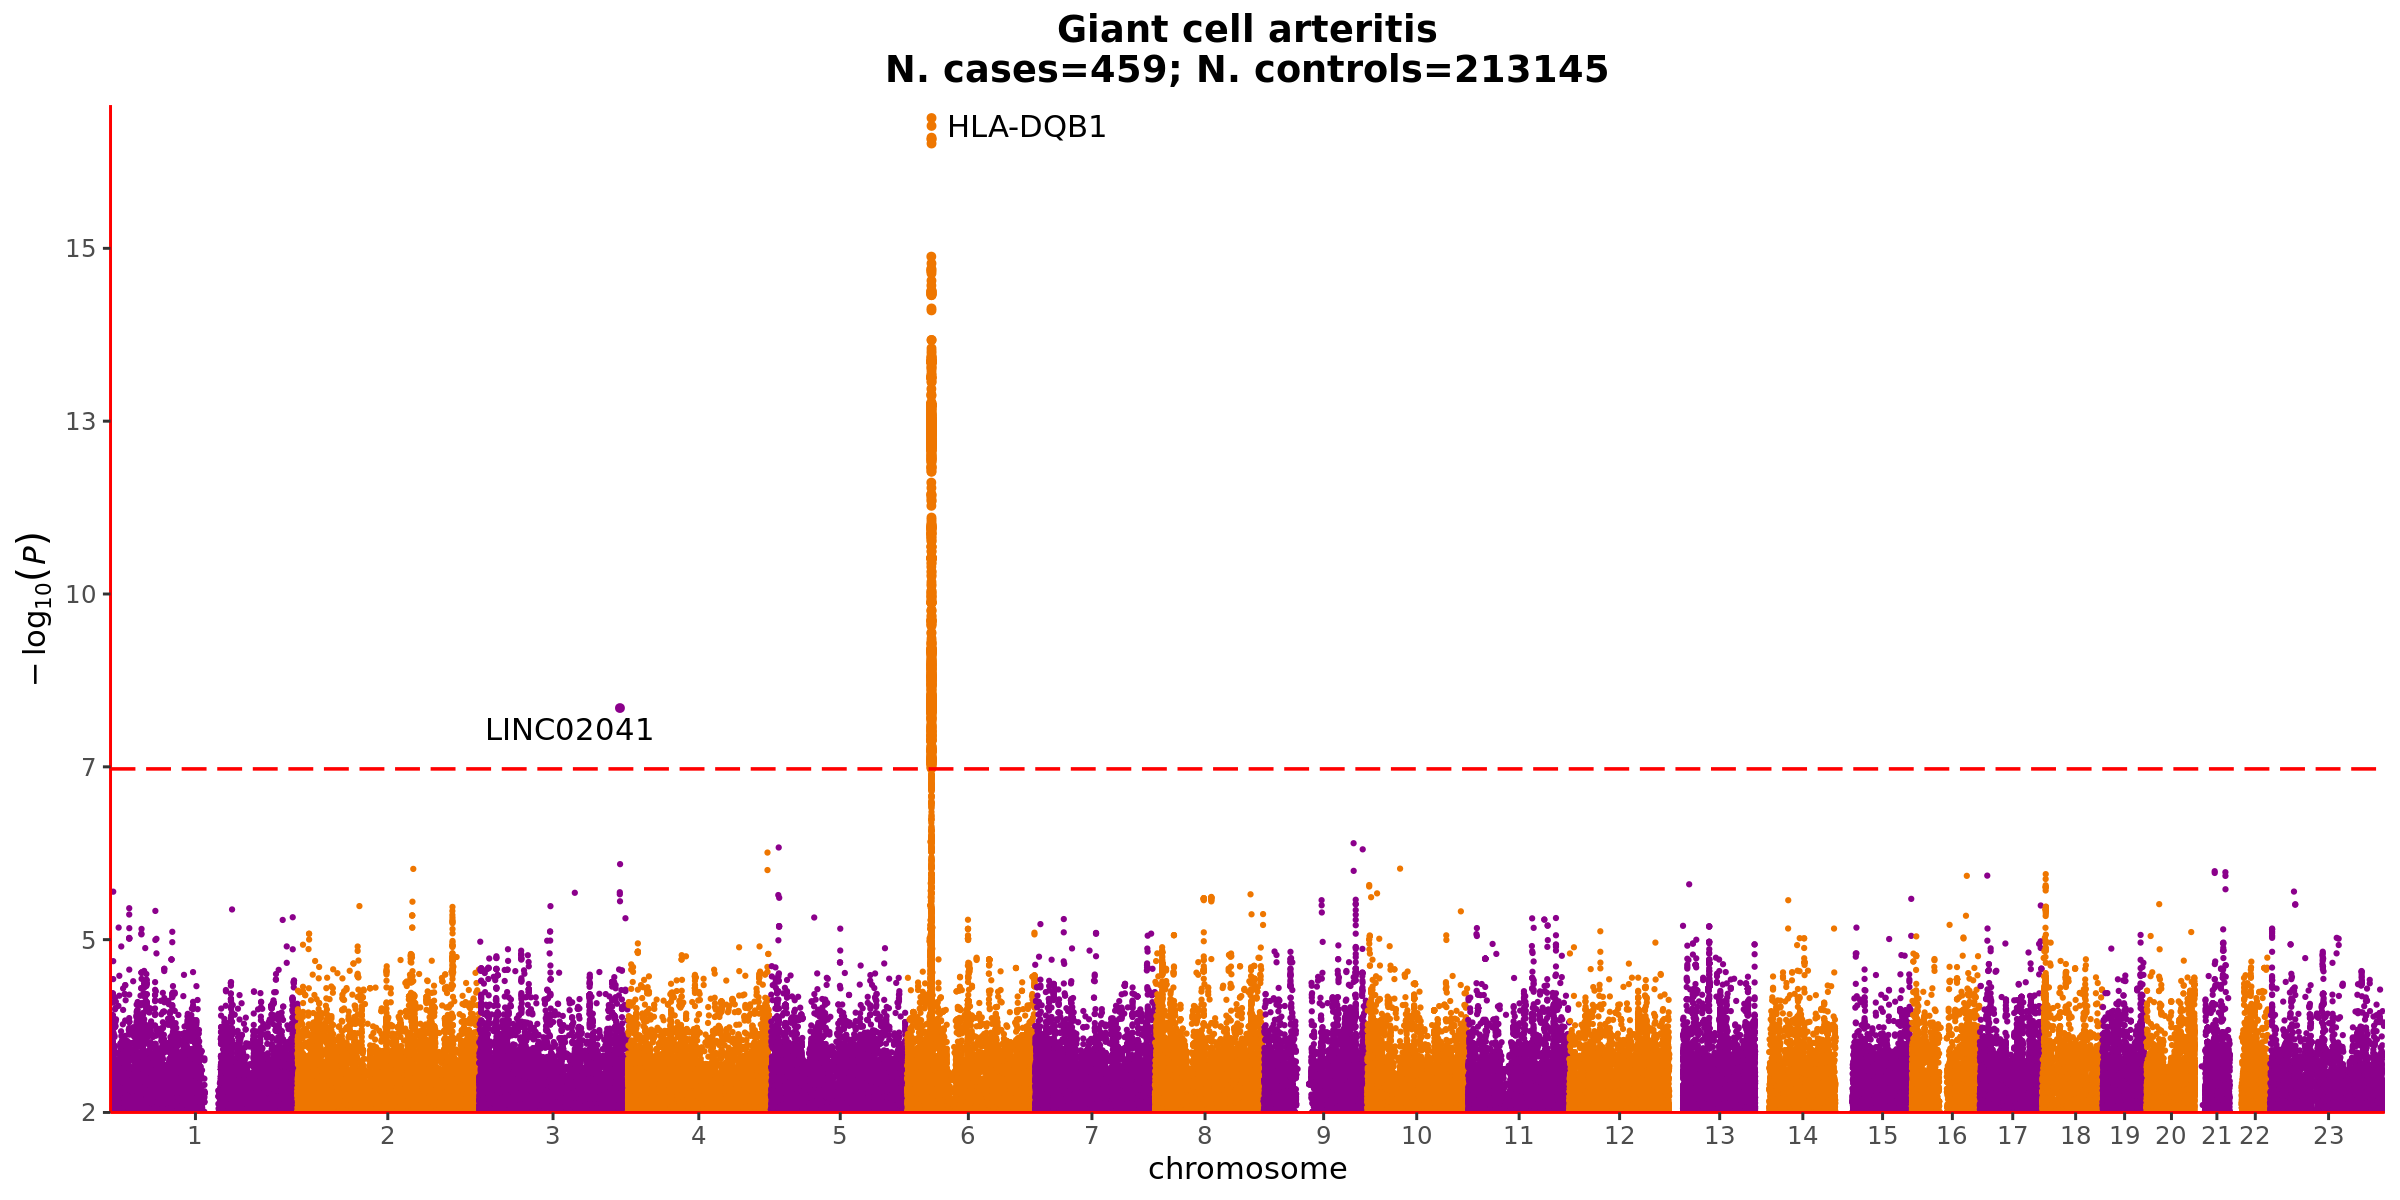 Giant cell arteritis
N. cases=459; N. controls=213145
HLA-DQB1
15
13
10
7
5
2
−log10(P)
LINC02041
1 2 3 4 5 6 7 8 9 10 11 12 13 14 15 16 17 18 19 20 21 22 23
chromosome